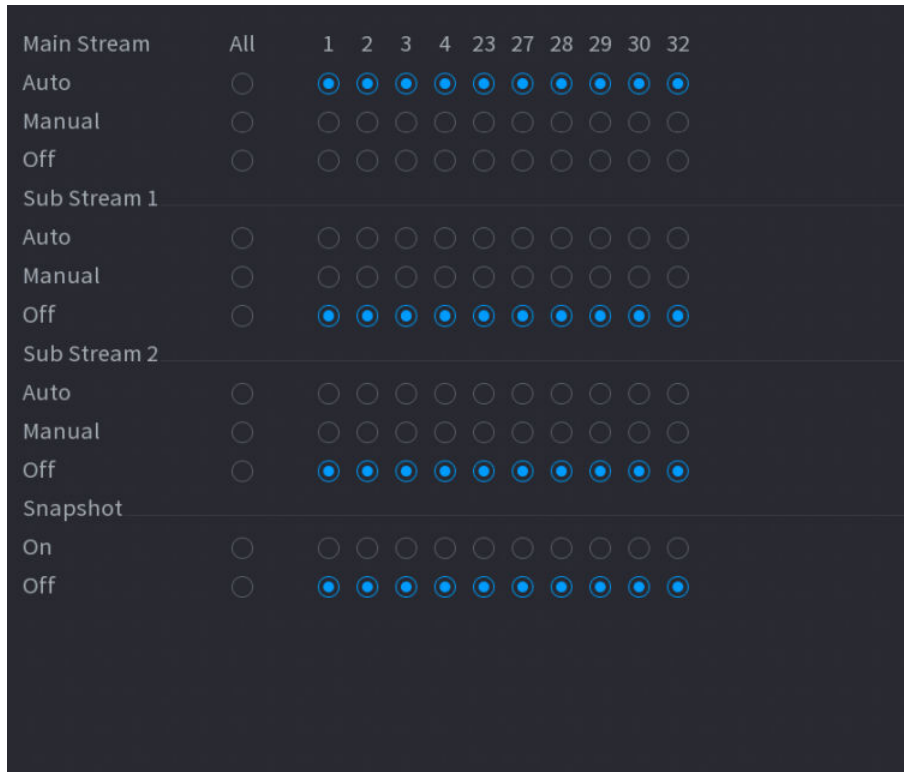 Main Stream All 1 2 3 4 23 27 28 29 30 32
Auto
Manual
Off
Sub Stream 1
Auto
Manual
Off
Sub Stream 2
Auto
Manual
Off
Snapshot
On
Off